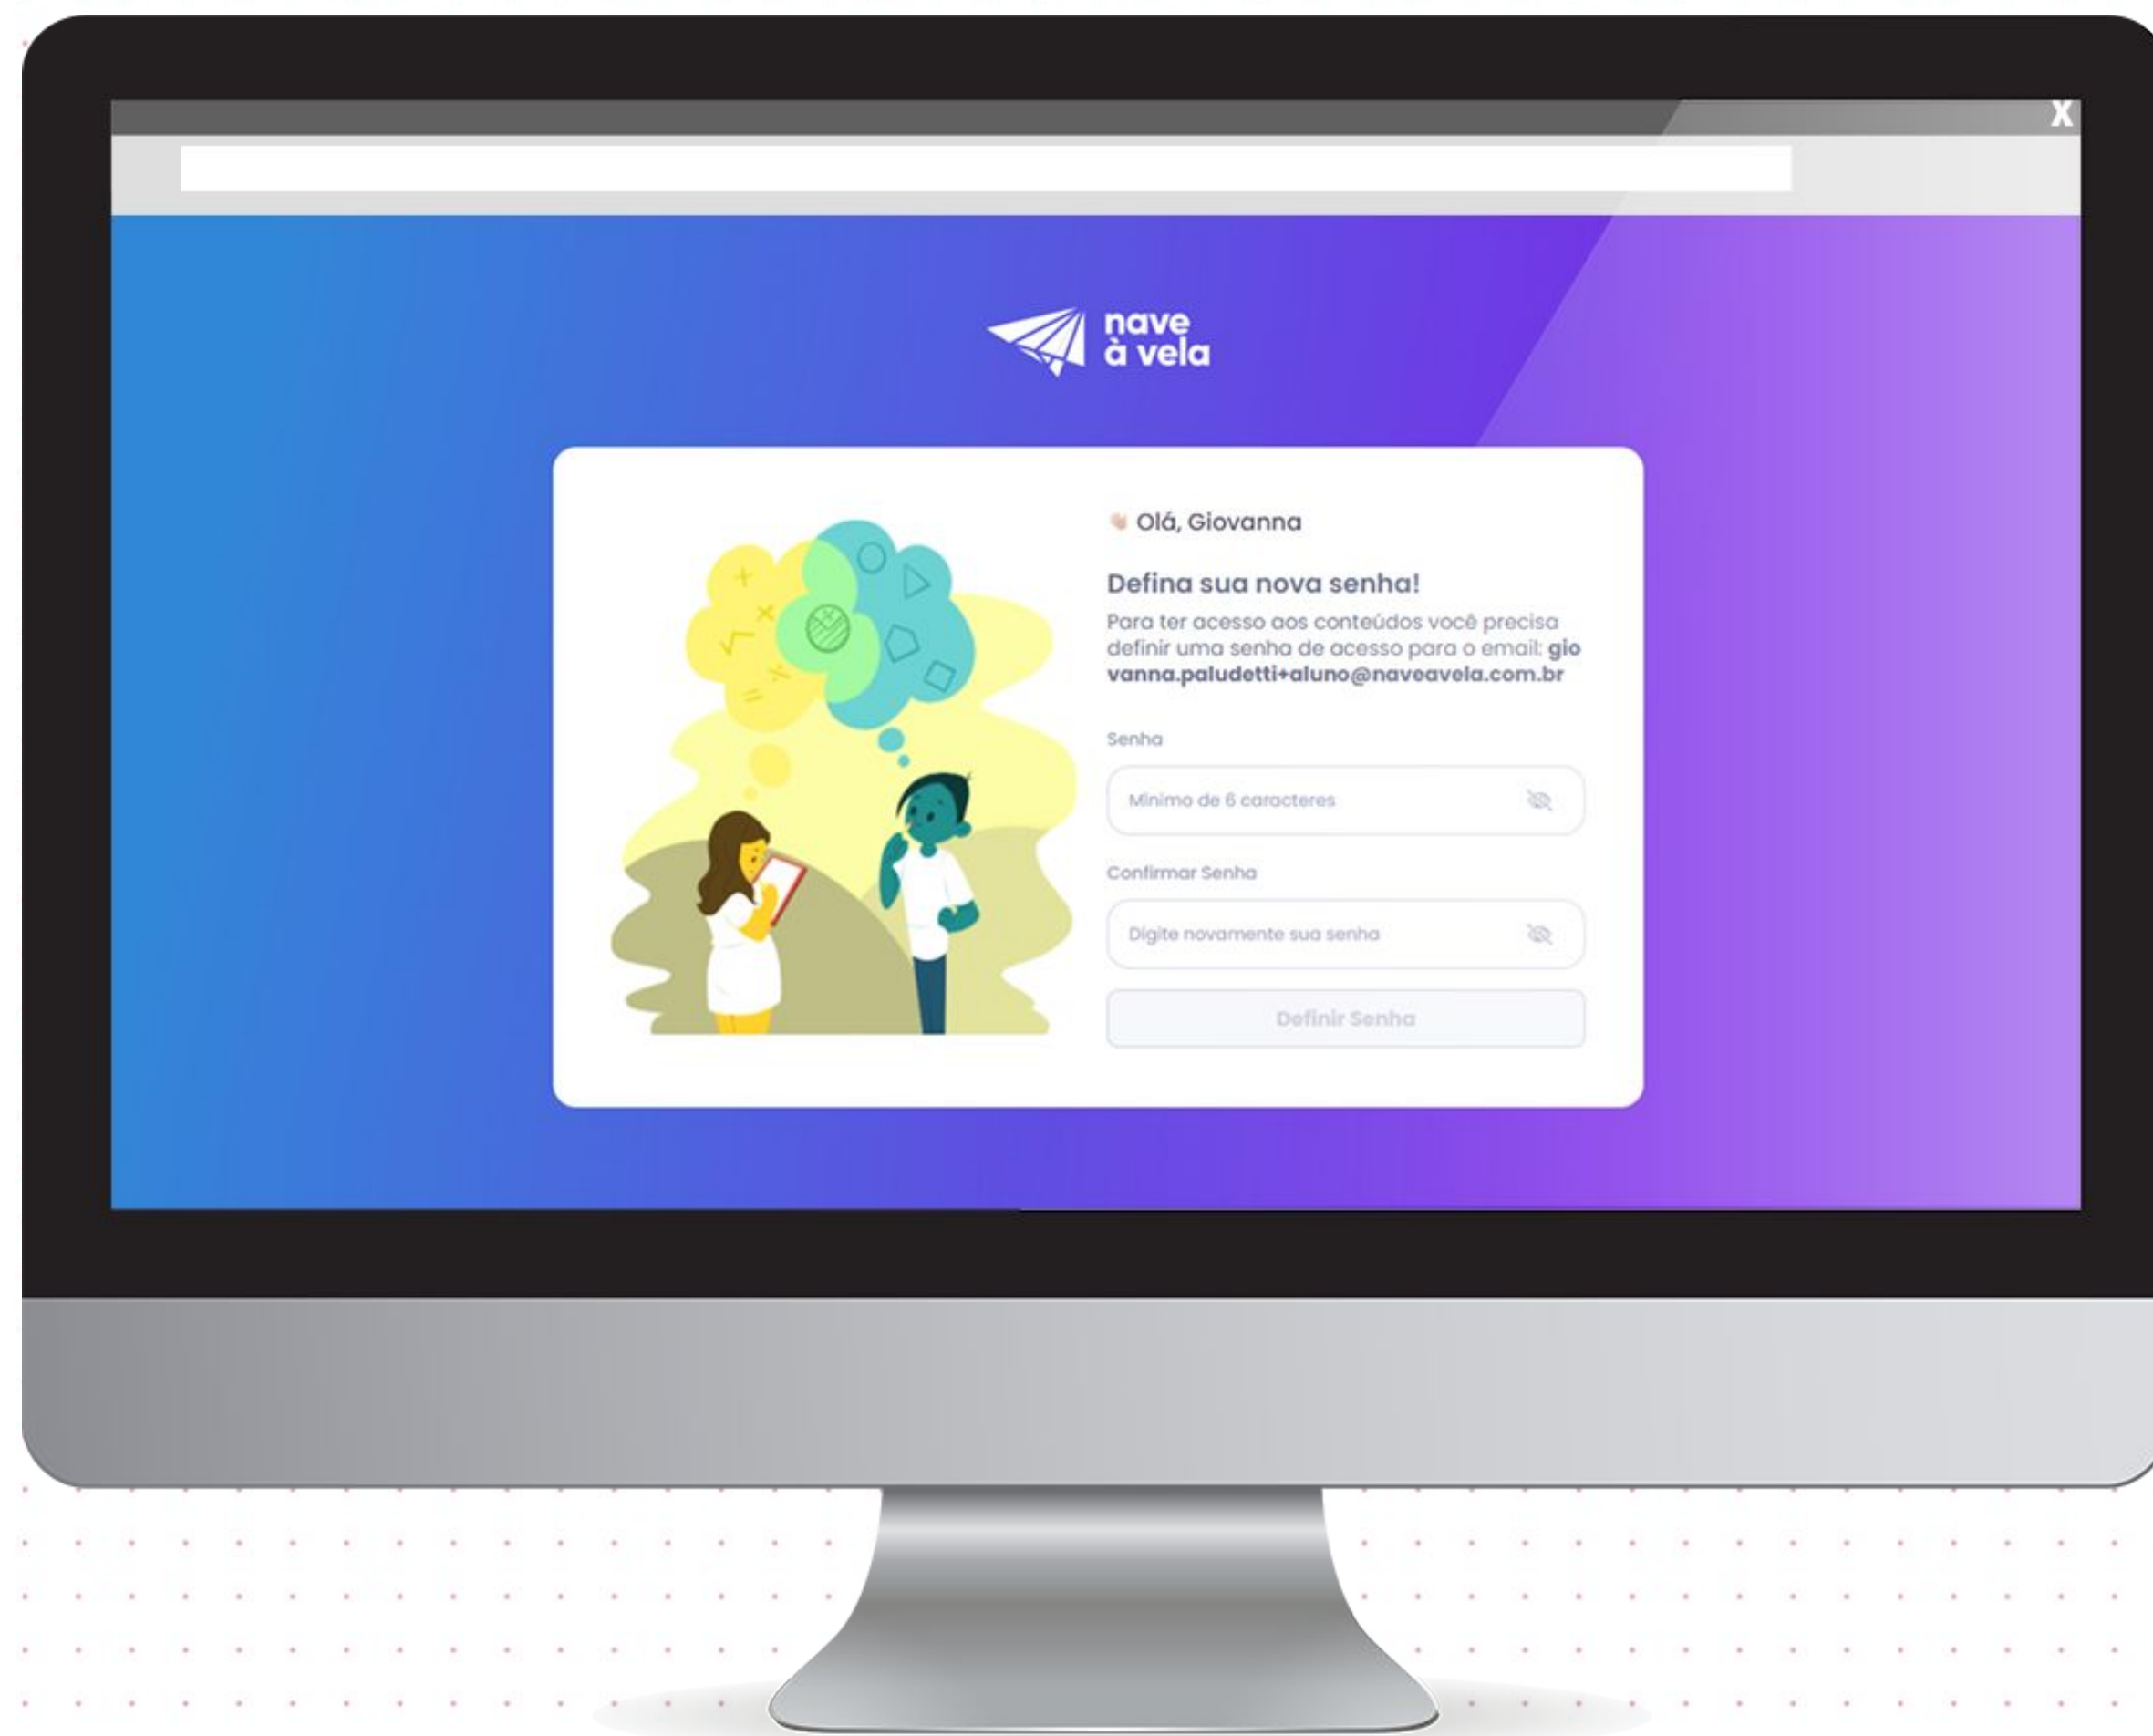 X
nave
à vela
Olá, Giovanna
Defina sua nova senha!
Para ter acesso aos conteúdos você precisa
definir uma senha de acesso para o email: gio
vanna.paludetti+aluno@naveavela.com.br
Senha
Mínimo de 6 caracteres
Confirmar Senha
Digite novamente sua senha
Definir Senha